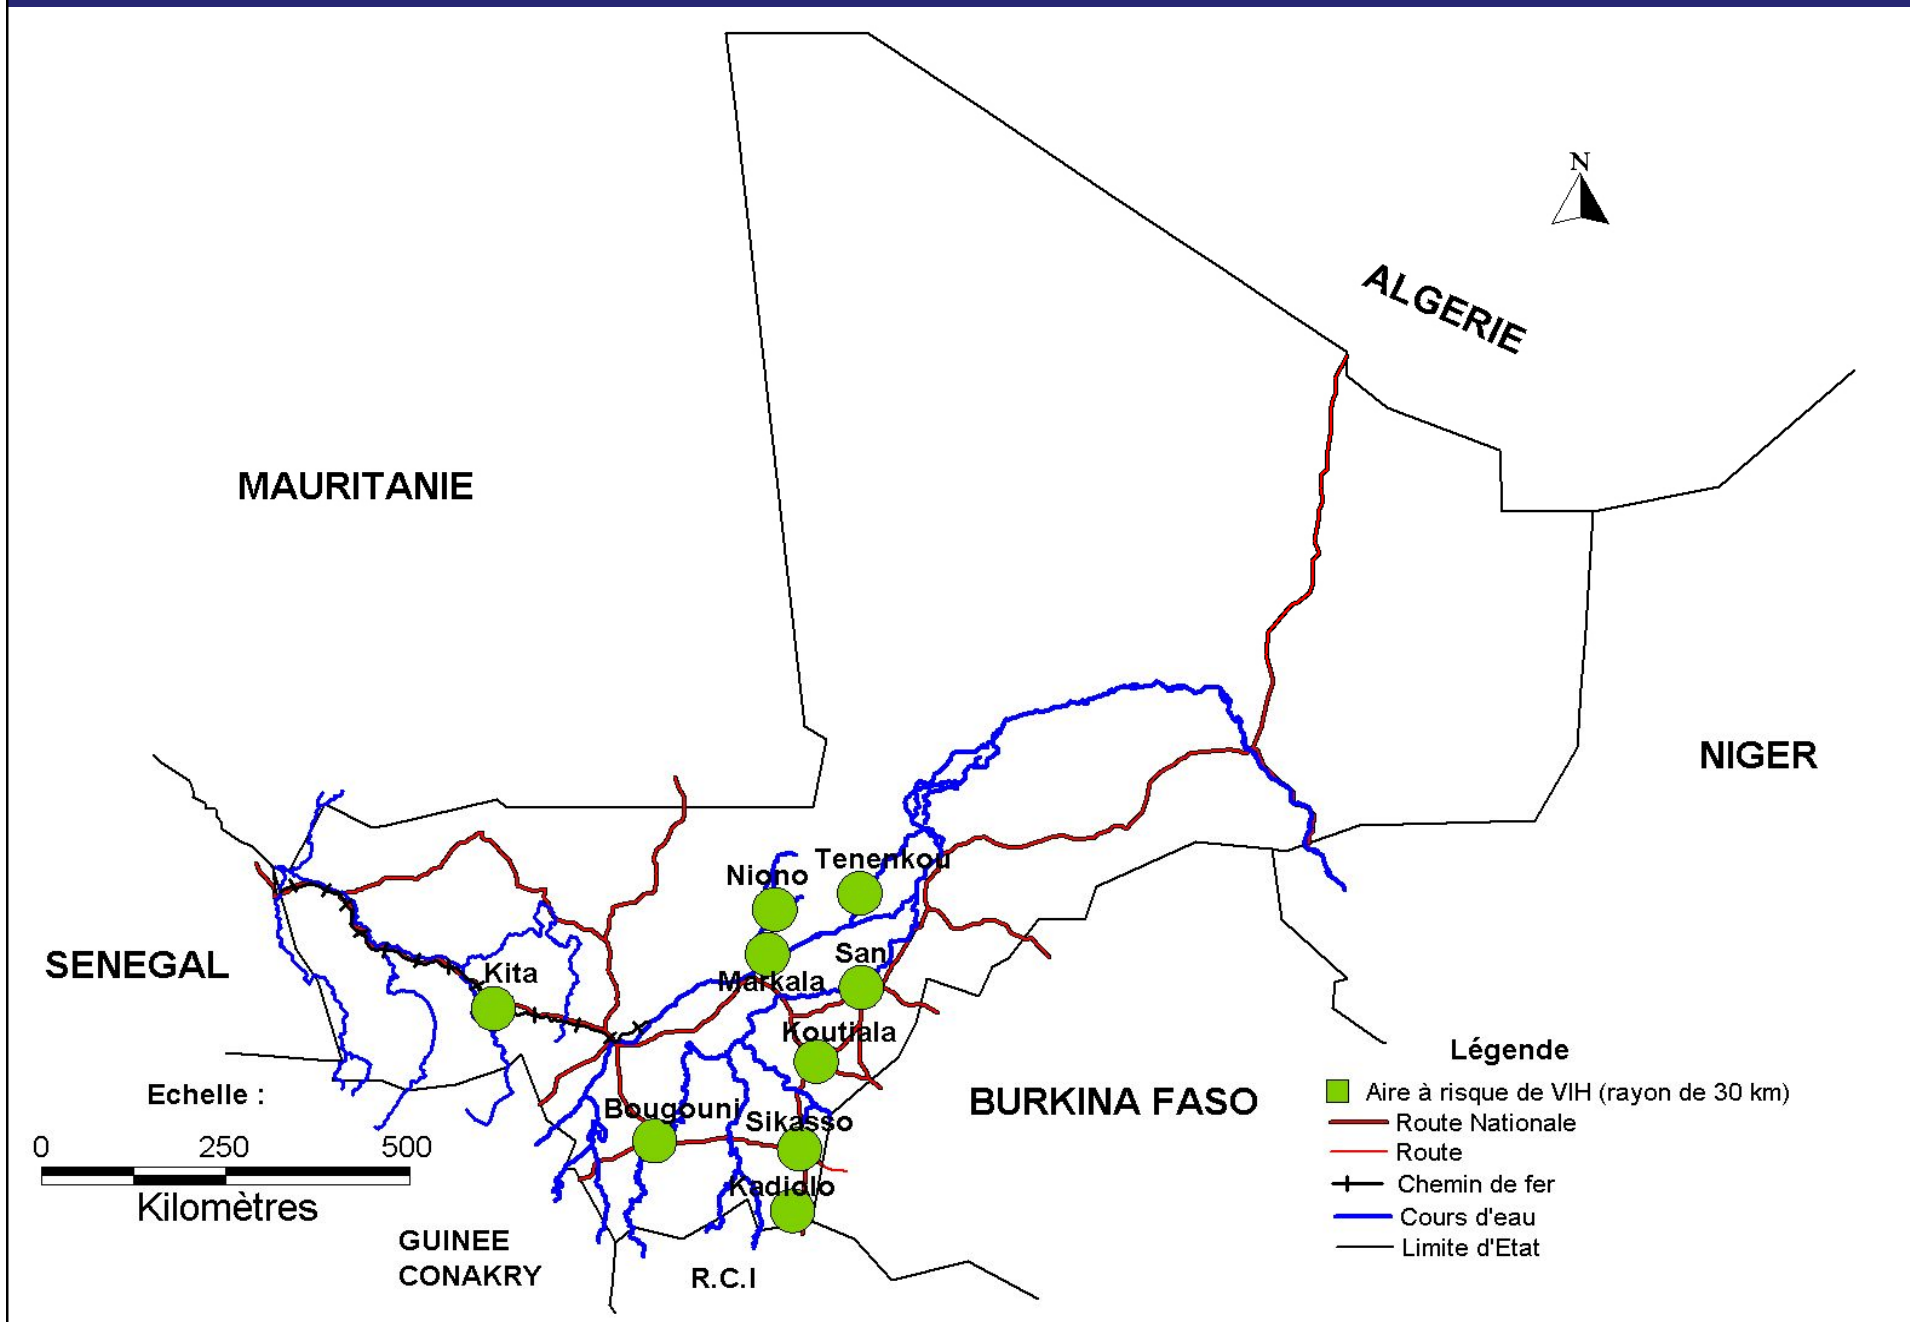 N
ALGERIE
MAURITANIE
NIGER
Tenenkou
Niono
San
SENEGAL
Kita
Markala
Koutiala
Légende
Echelle :
Aire à risque de VIH (rayon de 30 km)
BURKINA FASO
Bougouni
Sikasso
Route Nationale
0 250 500
Route
Kadiolo
Chemin de fer
Kilomètres
Cours d'eau
GUINEE
CONAKRY
Limite d'Etat
R.C.I